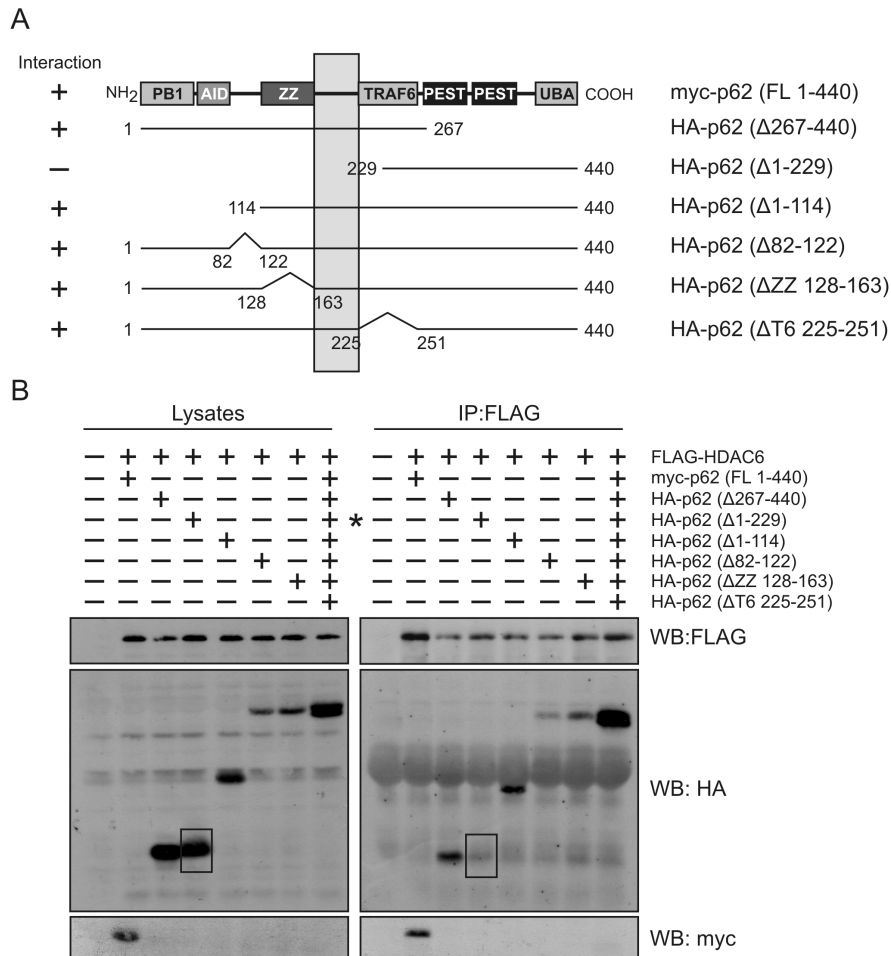 A
Interaction
+ NH2 PB1 AID ZZ TRAF6 PEST PEST UBA COOH myc-p62 (FL 1-440)
+ 1 267 HA-p62 (Δ267-440)
− 229 440 HA-p62 (Δ1-229)
+ 114 440 HA-p62 (Δ1-114)
+ 1 82 122 440 HA-p62 (Δ82-122)
+ 1 128 163 440 HA-p62 (ΔZZ 128-163)
+ 1 225 251 440 HA-p62 (ΔT6 225-251)
B
Lysates IP:FLAG
− + + + + + + + − + + + + + + + FLAG-HDAC6
− + − − − − − + − + − − − − − + myc-p62 (FL 1-440)
− − + − − − − + − − + − − − − + HA-p62 (Δ267-440)
− − − + − − − + * − − − + − − − + HA-p62 (Δ1-229)
− − − − + − − + − − − − + − − + HA-p62 (Δ1-114)
− − − − − + − + − − − − − + − + HA-p62 (Δ82-122)
− − − − − − + + − − − − − − + + HA-p62 (ΔZZ 128-163)
− − − − − − − + − − − − − − − + HA-p62 (ΔT6 225-251)
WB:FLAG
WB: HA
WB: myc